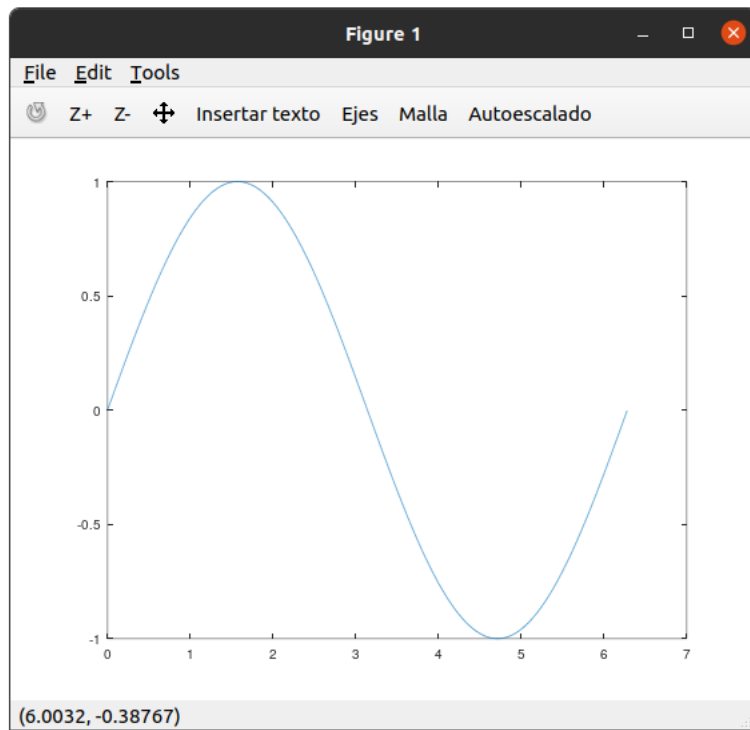 Figure 1
File Edit Tools
Z+ Z- Insertar texto Ejes Malla Autoescalado
1
0.5
0
-0.5
-1
0 1 2 3 4 5 6 7
(6.0032, -0.38767)